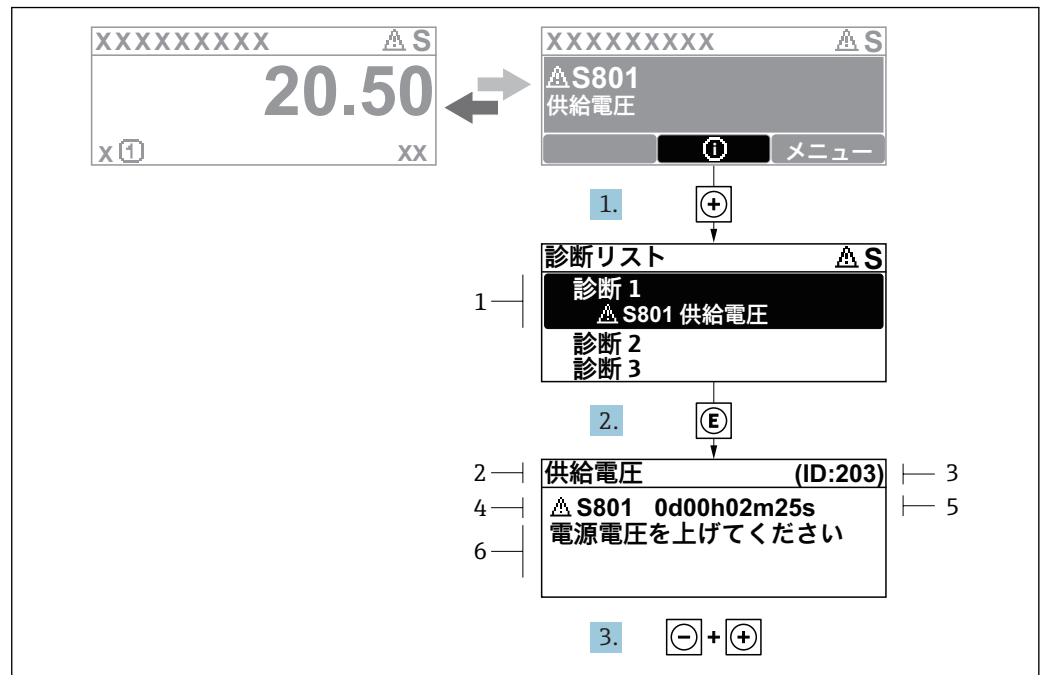 XXXXXXXXX ⚠ S
20.50
x ① xx
XXXXXXXXX ⚠ S
⚠S801
供給電圧
ⓘ メニュー
1. +
診断リスト ⚠ S
1 診断 1
⚠ S801 供給電圧
診断 2
診断 3
2. E
2 供給電圧 (ID:203) 3
4 ⚠ S801 0d00h02m25s 5
6 電源電圧を上げてください
3. ⊖+⊕